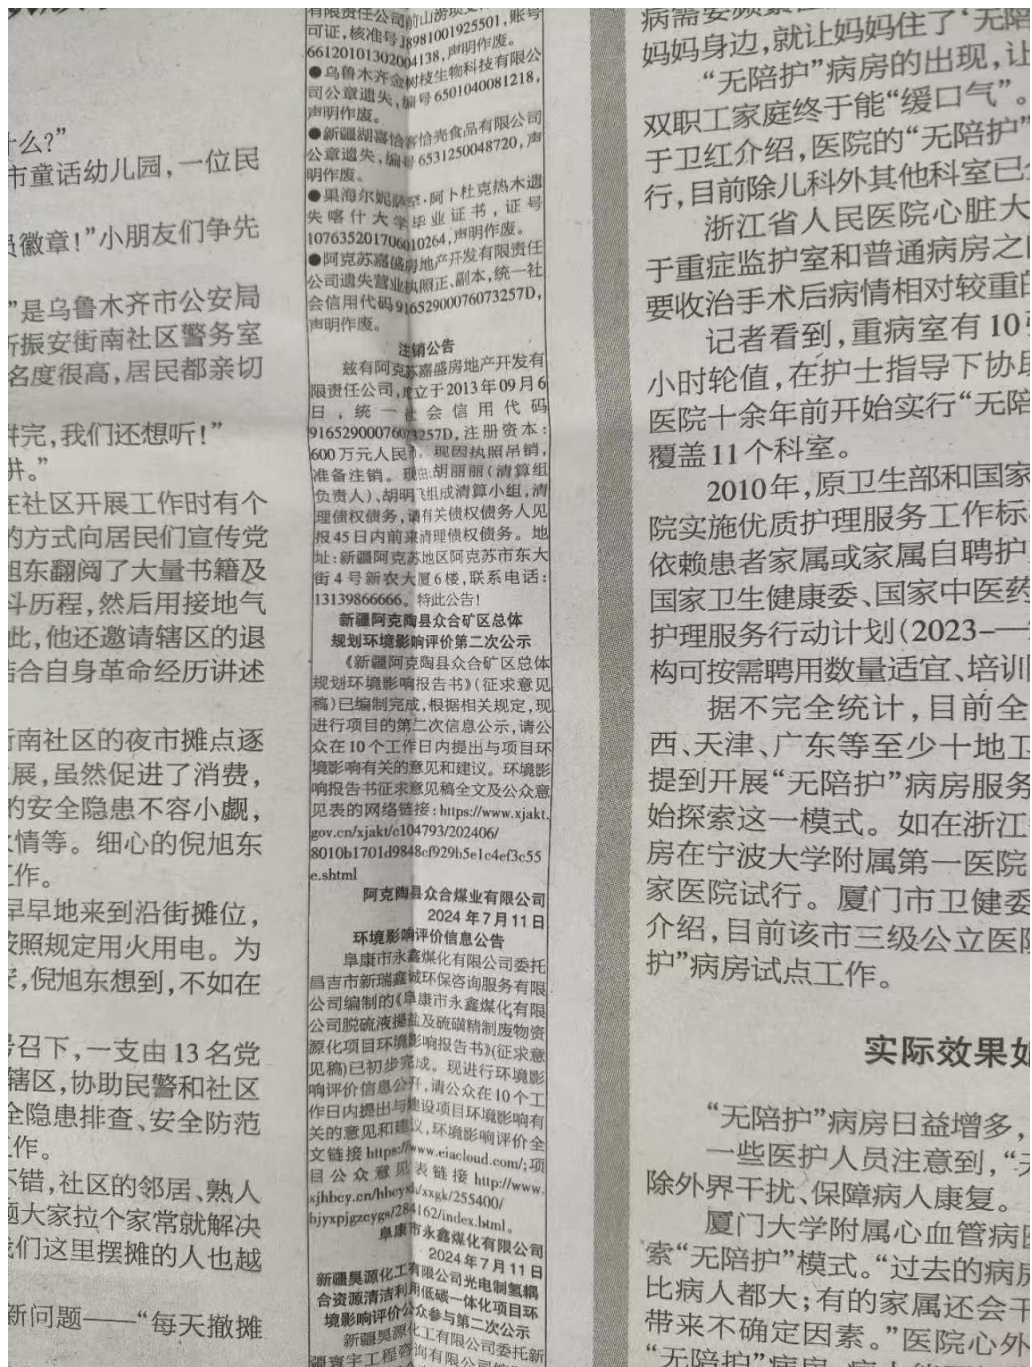 什么?”
市童话幼儿园，一位民
员徽章!”小朋友们争先
”是乌鲁木齐市公安局
新振安街南社区警务室
名度很高,居民都亲切
讲完,我们还想听!”
讲。”
在社区开展工作时有个
的方式向居民们宣传党
旭东翻阅了大量书籍及
斗历程,然后用接地气
此,他还邀请辖区的退
结合自身革命经历讲述
街南社区的夜市摊点逐
展,虽然促进了消费,
的安全隐患不容小觑,
情等。细心的倪旭东
工作。
早早地来到沿街摊位,
按照规定用火用电。为
倪旭东想到,不如在
号召下,一支由13名党
辖区,协助民警和社区
全隐患排查、安全防范
工作。
不错,社区的邻居、熟人
题大家拉个家常就解决
我们这里摆摊的人也越
新问题——“每天撤摊
有限责任公司前山涝坝
可证,核准号J8981001925501,账号
661201013020004138,声明作废。
●乌鲁木齐金树枝生物科技有限公
司公章遗失,编号6501040081218,
声明作废。
●新疆湖喜恰客恰壳食品有限公司
公章遗失,编号6531250048720,声
明作废。
●果海尔妮萨罕·阿卜杜克热木遗
失喀什大学毕业证书,证号
107635201706010264,声明作废。
●阿克苏嘉盛房地产开发有限责任
公司遗失营业执照正、副本,统一社
会信用代码9165290007607​3257D,
声明作废。
注销公告
兹有阿克苏嘉盛房地产开发有
限责任公司,成立于2013年09月6
日,统一社会信用代码
91652900076073257D,注册资本:
600万元人民币。现因执照吊销,
准备注销。现由:胡丽丽(清算组
负责人)、胡明飞组成清算小组,清
理债权债务,请有关债权债务人见
报45日内前来清理债权债务。地
址:新疆阿克苏地区阿克苏市东大
街4号新农大厦6楼,联系电话:
13139866666。特此公告!
新疆阿克陶县众合矿区总体
规划环境影响评价第二次公示
《新疆阿克陶县众合矿区总体
规划环境影响报告书》(征求意见
稿)已编制完成,根据相关规定,现
进行项目的第二次信息公示,请公
众在10个工作日内提出与项目环
境影响有关的意见和建议。环境影
响报告书征求意见稿全文及公众意
见表的网络链接:https://www.xjakt.
gov.cn/xjakt/c104793/202406/
8010b1701d9848cf929b5e1c4ef3c55
e.shtml
阿克陶县众合煤业有限公司
2024年7月11日
环境影响评价信息公告
阜康市永鑫煤化有限公司委托
昌吉市新瑞鑫诚环保咨询服务有限
公司编制的《阜康市永鑫煤化有限
公司脱硫液提盐及硫磺精制废物资
源化项目环境影响报告书》(征求意
见稿)已初步完成。现进行环境影
响评价信息公开,请公众在10个工
作日内提出与建设项目环境影响有
关的意见和建议,环境影响评价全
文链接https://www.eiacloud.com/;项
目公众意见表链接http://www.
xjhbcy.cn/hbcyxh/xxgk/255400/
hjyxpjgzcygs/284162/index.html。
阜康市永鑫煤化有限公司
2024年7月11日
新疆昊源化工有限公司光电制氢耦
合资源清洁利用低碳一体化项目环
境影响评价公众参与第二次公示
新疆昊源化工有限公司委托新
疆寰宇工程咨询有限公司编制
妈妈身边,就让妈妈住了‘无陪
“无陪护”病房的出现,让
双职工家庭终于能“缓口气”。
于卫红介绍,医院的“无陪护”
行,目前除儿科外其他科室已
浙江省人民医院心脏大
于重症监护室和普通病房之
要收治手术后病情相对较重的
记者看到,重病室有10
小时轮值,在护士指导下协助
医院十余年前开始实行“无陪
覆盖11个科室。
2010年,原卫生部和国家
院实施优质护理服务工作标
依赖患者家属或家属自聘护
国家卫生健康委、国家中医药
护理服务行动计划(2023-一
构可按需聘用数量适宜、培训
据不完全统计,目前全
西、天津、广东等至少十地卫
提到开展“无陪护”病房服务
始探索这一模式。如在浙江
房在宁波大学附属第一医院
家医院试行。厦门市卫健委
介绍,目前该市三级公立医院
护”病房试点工作。
实际效果如
“无陪护”病房日益增多,
一些医护人员注意到,“无
除外界干扰、保障病人康复。
厦门大学附属心血管病医
索“无陪护”模式。“过去的病房
比病人都大;有的家属还会干
带来不确定因素。”医院心外
“无陪护”病房